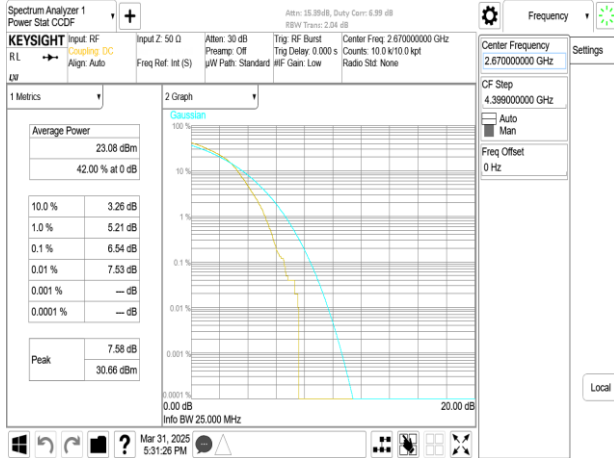 Spectrum Analyzer 1
Power Stat CCDF
Attn: 15.35dB, Duty Corr: 6.99 dB
RBW Trans: 2.04 dB
Frequency
KEYSIGHT
Input: RF
Coupling: DC
Align: Auto
Input Z: 50 Ω
Freq Ref: Int (S)
Atten: 30 dB
Preamp: Off
µW Path: Standard
Trig: RF Burst
Trig Delay: 0.000 s
#IF Gain: Low
Center Freq: 2.670000000 GHz
Counts: 10.0 k/10.0 kpt
Radio Std: None
RL
Center Frequency
2.670000000 GHz
Settings
CF Step
4.399000000 GHz
Auto
Man
Freq Offset
0 Hz
Local
1 Metrics
Average Power
23.08 dBm
42.00 % at 0 dB
10.0 % 3.26 dB
1.0 % 5.21 dB
0.1 % 6.54 dB
0.01 % 7.53 dB
0.001 % --- dB
0.0001 % --- dB
Peak
7.58 dB
30.66 dBm
2 Graph
Gaussian
100 %
10 %
1 %
0.1 %
0.01 %
0.001 %
0.0001 %
0.00 dB 20.00 dB
Info BW 25.000 MHz
?
Mar 31, 2025
5:31:26 PM